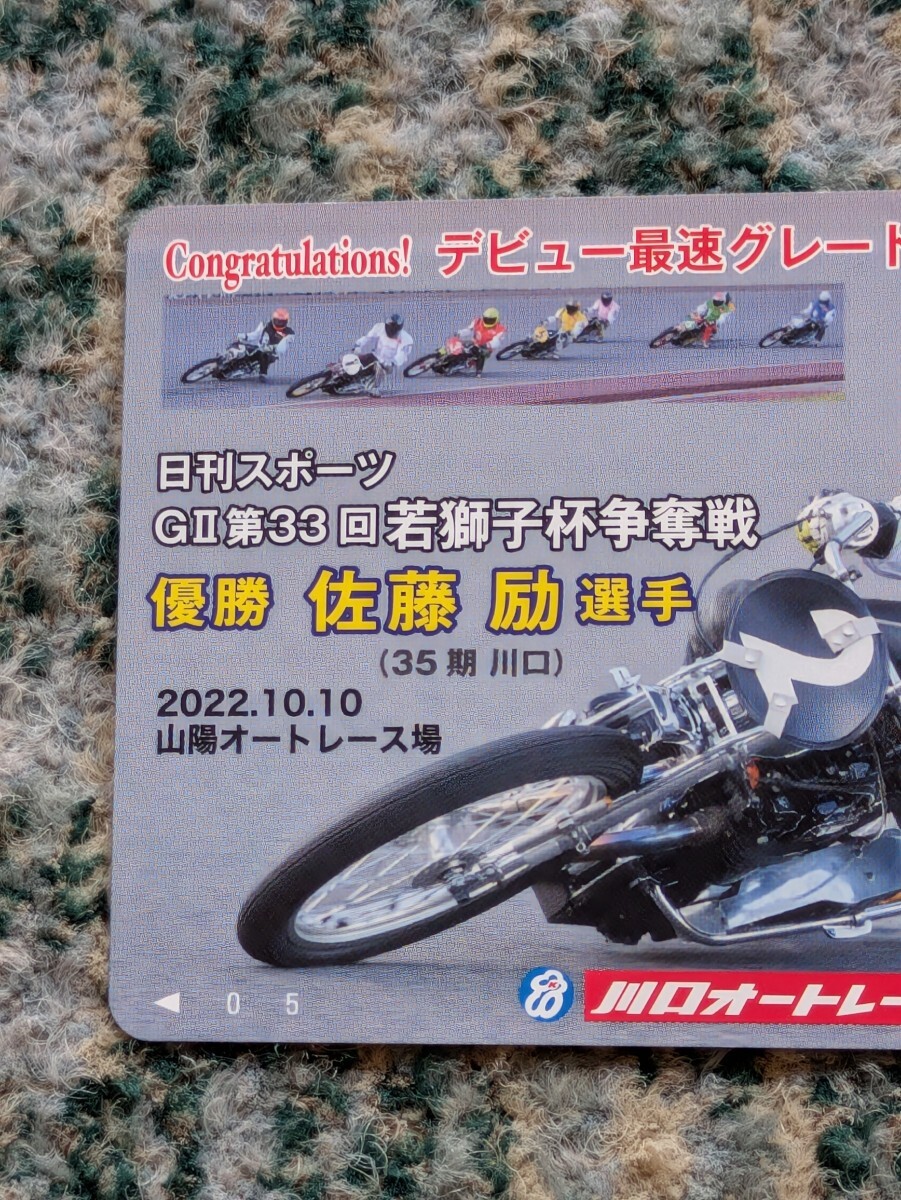 Congratulations! デビュー最速グレード
日刊スポーツ
GⅡ第33回若獅子杯争奪戦
優勝 佐藤 励 選手
(35期 川口)
2022.10.10
山陽オートレース場
◀ 0 5
川口オートレー